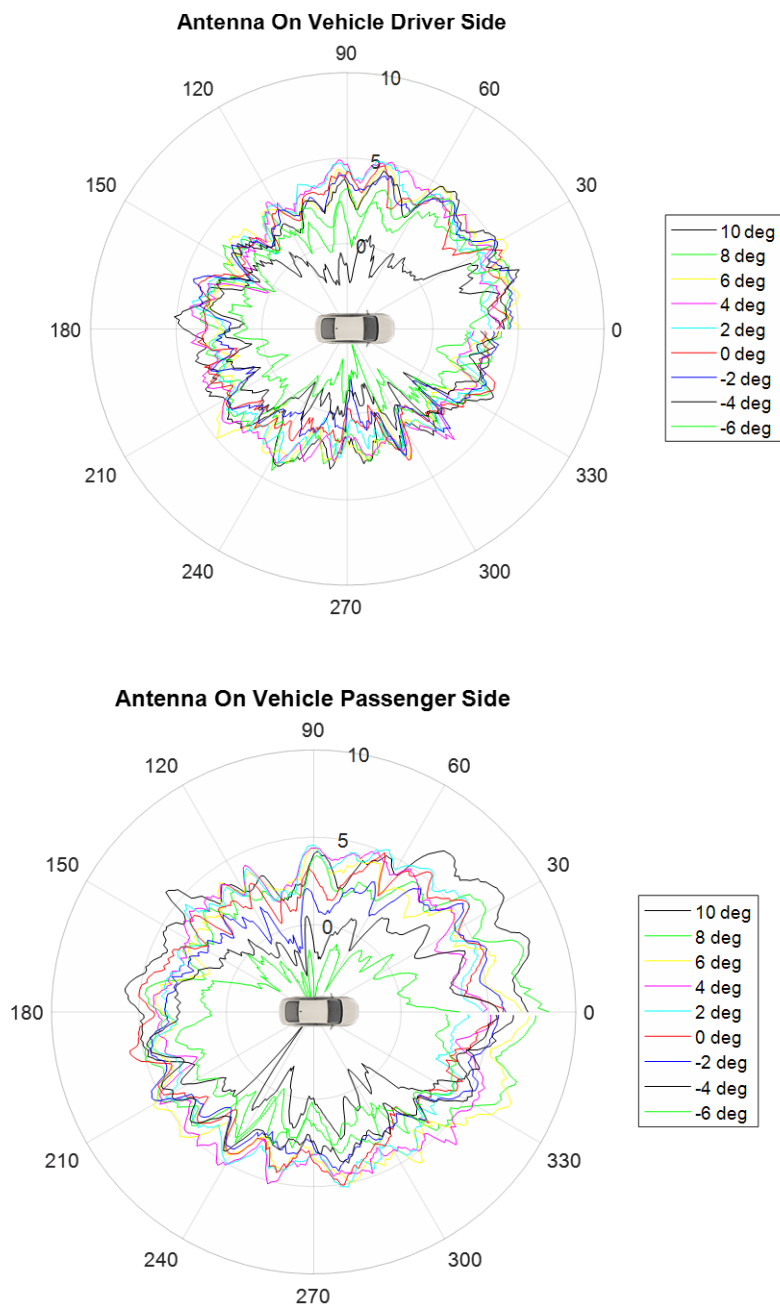 Antenna On Vehicle Driver Side
90
10
120
60
5
150
30
0
180
0
210
330
240
300
270
10 deg
8 deg
6 deg
4 deg
2 deg
0 deg
-2 deg
-4 deg
-6 deg
Antenna On Vehicle Passenger Side
90
10
120
60
5
150
30
0
180
0
210
330
240
300
270
10 deg
8 deg
6 deg
4 deg
2 deg
0 deg
-2 deg
-4 deg
-6 deg